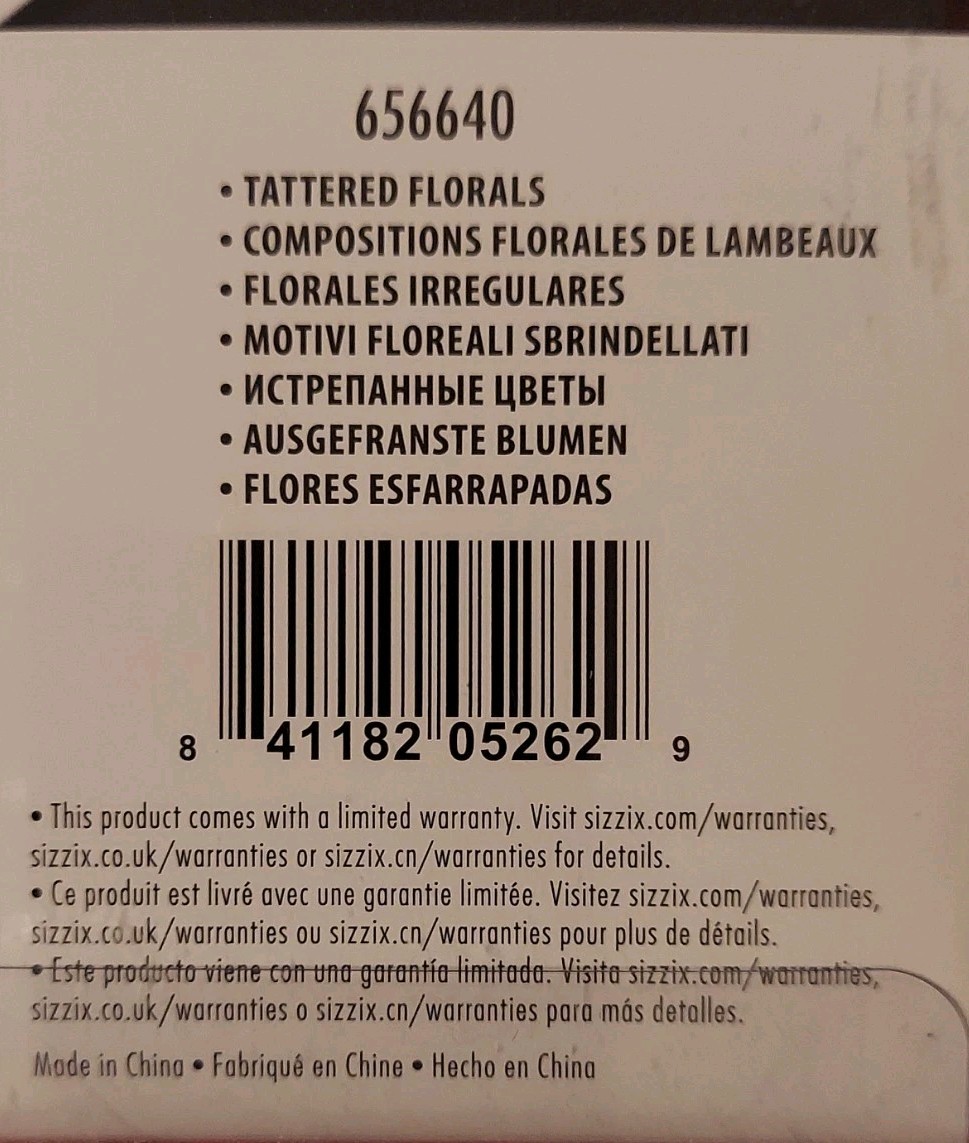 656640
• TATTERED FLORALS
• COMPOSITIONS FLORALES DE LAMBEAUX
• FLORALES IRREGULARES
• MOTIVI FLOREALI SBRINDELLATI
• ИСТРЕПАННЫЕ ЦВЕТЫ
• AUSGEFRANSTE BLUMEN
• FLORES ESFARRAPADAS
8 41182 05262 9
• This product comes with a limited warranty. Visit sizzix.com/warranties,
sizzix.co.uk/warranties or sizzix.cn/warranties for details.
• Ce produit est livré avec une garantie limitée. Visitez sizzix.com/warranties,
sizzix.co.uk/warranties ou sizzix.cn/warranties pour plus de détails.
• Este producto viene con una garantía limitada. Visita sizzix.com/warranties,
sizzix.co.uk/warranties o sizzix.cn/warranties para más detalles.
Made in China • Fabriqué en Chine • Hecho en China